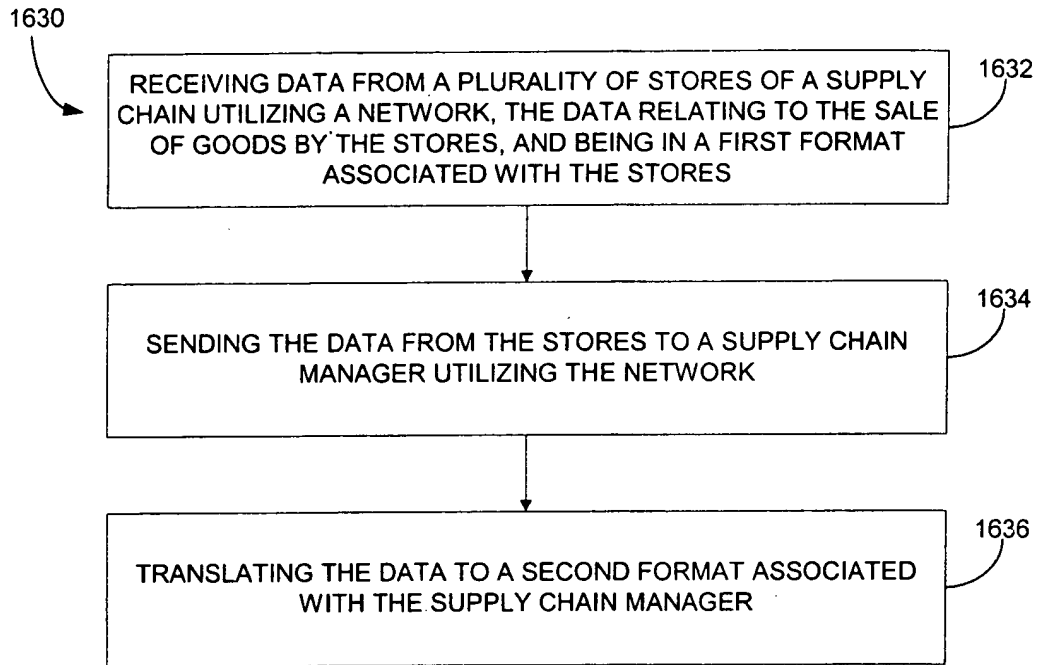 1630
RECEIVING DATA FROM A PLURALITY OF STORES OF A SUPPLY
CHAIN UTILIZING A NETWORK, THE DATA RELATING TO THE SALE
OF GOODS BY THE STORES, AND BEING IN A FIRST FORMAT
ASSOCIATED WITH THE STORES
1632
SENDING THE DATA FROM THE STORES TO A SUPPLY CHAIN
MANAGER UTILIZING THE NETWORK
1634
TRANSLATING THE DATA TO A SECOND FORMAT ASSOCIATED
WITH THE SUPPLY CHAIN MANAGER
1636